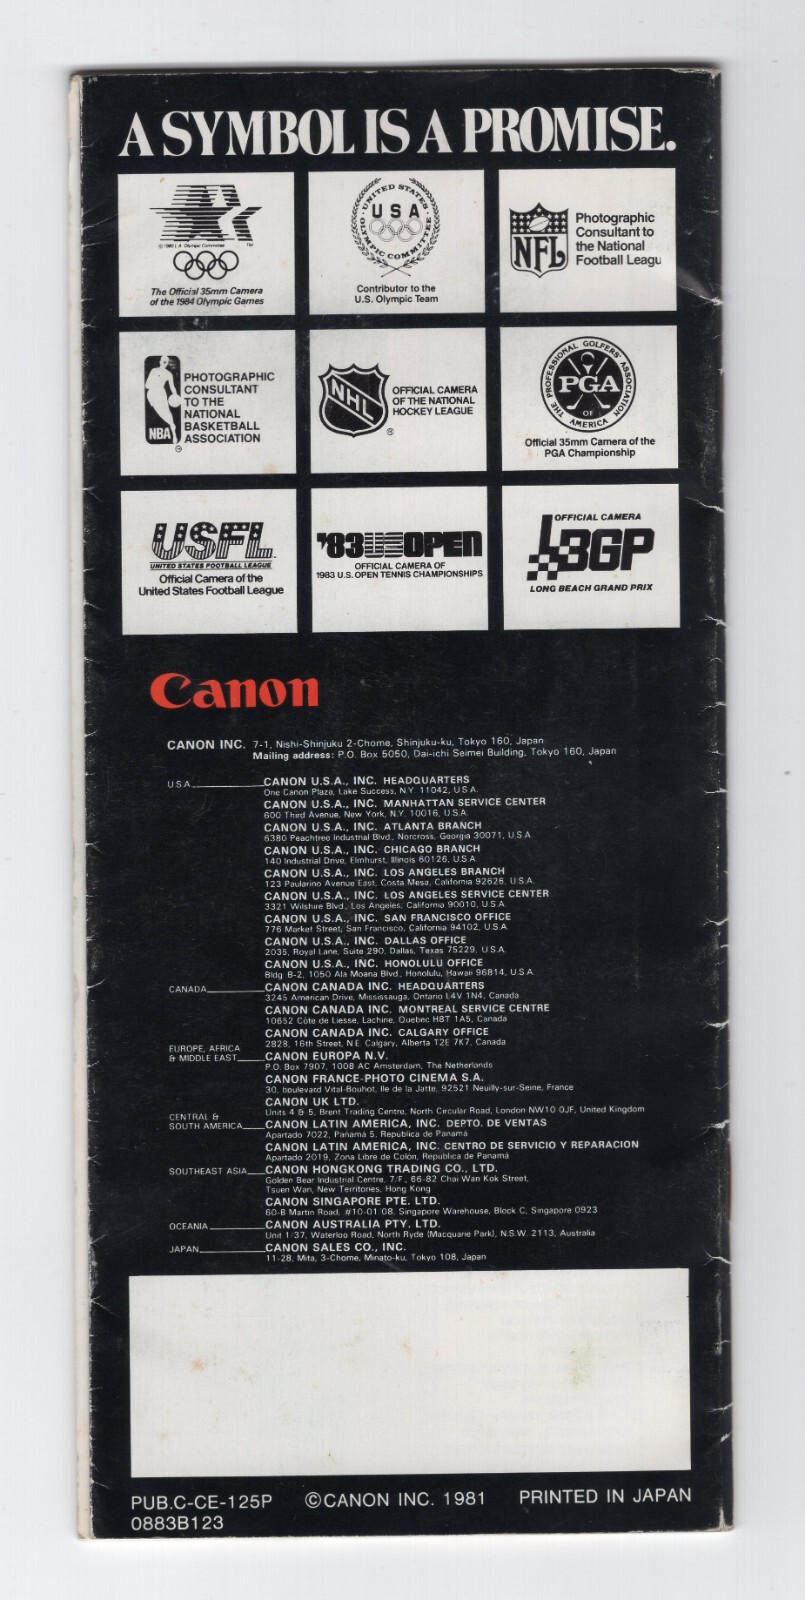 A SYMBOL IS A PROMISE.
© 1980 L.A. Olympic Committee TM
The Official 35mm Camera
of the 1984 Olympic Games
UNITED STATES
USA
OLYMPIC COMMITTEE
Contributor to the
U.S. Olympic Team
NFL
Photographic
Consultant to
the National
Football Leagu
NBA
®
PHOTOGRAPHIC
CONSULTANT
TO THE
NATIONAL
BASKETBALL
ASSOCIATION
NHL
®
OFFICIAL CAMERA
OF THE NATIONAL
HOCKEY LEAGUE
THE PROFESSIONAL GOLFERS' ASSOCIATION
PGA
OF
AMERICA
Official 35mm Camera of the
PGA Championship
USFL
UNITED STATES FOOTBALL LEAGUE
Official Camera of the
United States Football League
'83 US OPEN
OFFICIAL CAMERA OF
1983 U.S. OPEN TENNIS CHAMPIONSHIPS
OFFICIAL CAMERA
LBGP
LONG BEACH GRAND PRIX
Canon
CANON INC. 7-1, Nishi-Shinjuku 2-Chome, Shinjuku-ku, Tokyo 160, Japan
Mailing address: P.O. Box 5050, Dai-ichi Seimei Building, Tokyo 160, Japan
U.S.A. CANON U.S.A., INC. HEADQUARTERS
One Canon Plaza, Lake Success, N.Y. 11042, U.S.A.
CANON U.S.A., INC. MANHATTAN SERVICE CENTER
600 Third Avenue, New York, N.Y. 10016, U.S.A.
CANON U.S.A., INC. ATLANTA BRANCH
6380 Peachtree Industrial Blvd., Norcross, Georgia 30071, U.S.A.
CANON U.S.A., INC. CHICAGO BRANCH
140 Industrial Drive, Elmhurst, Illinois 60126, U.S.A.
CANON U.S.A., INC. LOS ANGELES BRANCH
123 Paularino Avenue East, Costa Mesa, California 92626, U.S.A.
CANON U.S.A., INC. LOS ANGELES SERVICE CENTER
3321 Wilshire Blvd., Los Angeles, California 90010, U.S.A.
CANON U.S.A., INC. SAN FRANCISCO OFFICE
776 Market Street, San Francisco, California 94102, U.S.A.
CANON U.S.A., INC. DALLAS OFFICE
2035, Royal Lane, Suite 290, Dallas, Texas 75229, U.S.A.
CANON U.S.A., INC. HONOLULU OFFICE
Bldg. B-2, 1050 Ala Moana Blvd., Honolulu, Hawaii 96814, U.S.A.
CANADA CANON CANADA INC. HEADQUARTERS
3245 American Drive, Mississauga, Ontario L4V 1N4, Canada
CANON CANADA INC. MONTREAL SERVICE CENTRE
10652 Côte de Liesse, Lachine, Quebec H8T 1A5, Canada
CANON CANADA INC. CALGARY OFFICE
2828, 16th Street, N.E. Calgary, Alberta T2E 7K7, Canada
EUROPE, AFRICA
& MIDDLE EAST CANON EUROPA N.V.
P.O. Box 7907, 1008 AC Amsterdam, The Netherlands
CANON FRANCE-PHOTO CINEMA S.A.
30, boulevard Vital-Bouhot, Ile de la Jatte, 92521 Neuilly-sur-Seine, France
CANON UK LTD.
Units 4 & 5, Brent Trading Centre, North Circular Road, London NW10 0JF, United Kingdom
CENTRAL &
SOUTH AMERICA CANON LATIN AMERICA, INC. DEPTO. DE VENTAS
Apartado 7022, Panamá 5, Republica de Panamá
CANON LATIN AMERICA, INC. CENTRO DE SERVICIO Y REPARACION
Apartado 2019, Zona Libre de Colón, Republica de Panamá
SOUTHEAST ASIA CANON HONGKONG TRADING CO., LTD.
Golden Bear Industrial Centre, 7/F., 66-82 Chai Wan Kok Street,
Tsuen Wan, New Territories, Hong Kong
CANON SINGAPORE PTE. LTD.
60-B Martin Road, #10-01/08, Singapore Warehouse, Block C, Singapore 0923
OCEANIA CANON AUSTRALIA PTY. LTD.
Unit 1/37, Waterloo Road, North Ryde (Macquarie Park), N.S.W. 2113, Australia
JAPAN CANON SALES CO., INC.
11-28, Mita, 3-Chome, Minato-ku, Tokyo 108, Japan
PUB.C-CE-125P ©CANON INC. 1981 PRINTED IN JAPAN
0883B123